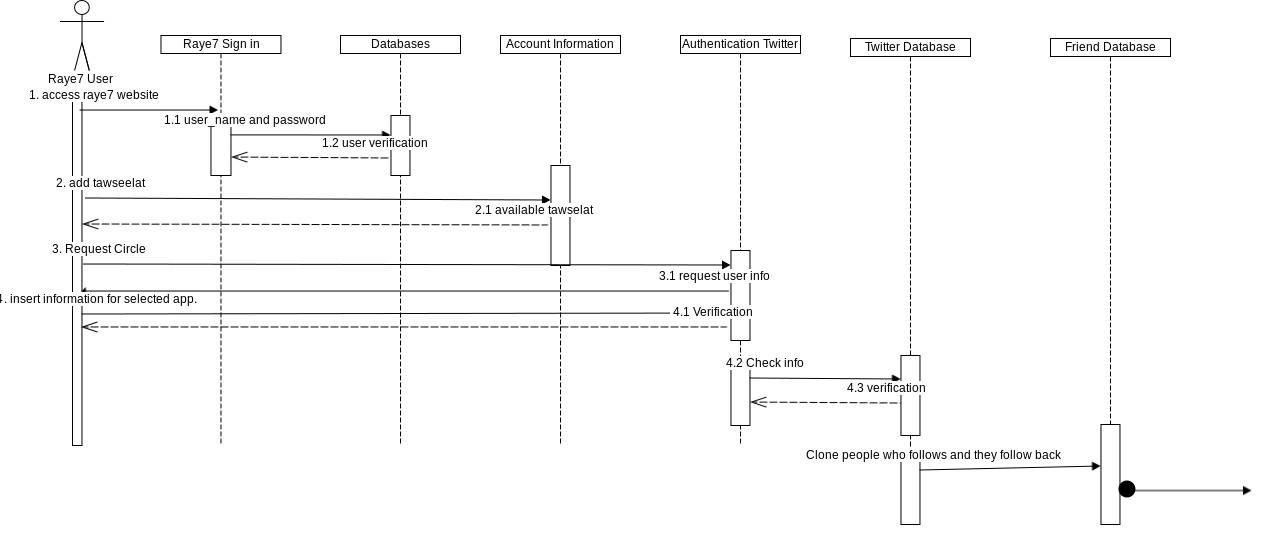 Raye7 Sign in
Databases
Account Information
Authentication Twitter
Twitter Database
Friend Database
Raye7 User
1. access raye7 website
1.1 user_name and password
1.2 user verification
2. add tawseelat
2.1 available tawselat
3. Request Circle
3.1 request user info
4. insert information for selected app.
4.1 Verification
4.2 Check info
4.3 verification
Clone people who follows and they follow back